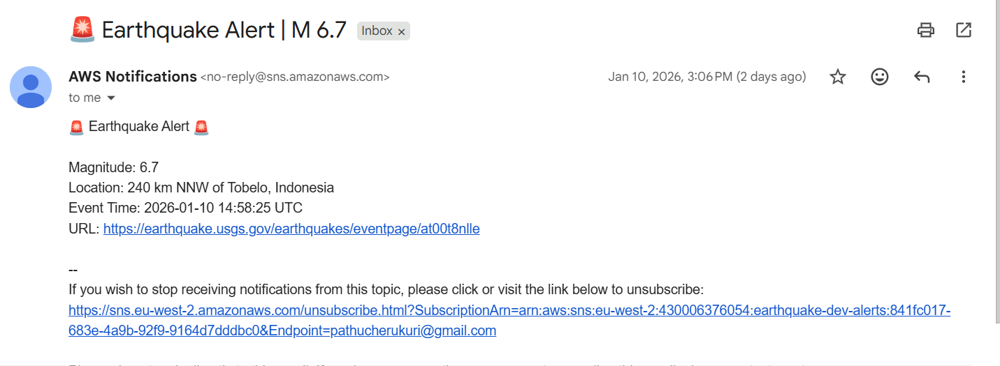 🚨 Earthquake Alert | M 6.7 Inbox ×
AWS Notifications <no-reply@sns.amazonaws.com> Jan 10, 2026, 3:06 PM (2 days ago)
to me
🚨 Earthquake Alert 🚨
Magnitude: 6.7
Location: 240 km NNW of Tobelo, Indonesia
Event Time: 2026-01-10 14:58:25 UTC
URL: https://earthquake.usgs.gov/earthquakes/eventpage/at00t8nlle
--
If you wish to stop receiving notifications from this topic, please click or visit the link below to unsubscribe:
https://sns.eu-west-2.amazonaws.com/unsubscribe.html?SubscriptionArn=arn:aws:sns:eu-west-2:430006376054:earthquake-dev-alerts:841fc017-
683e-4a9b-92f9-9164d7dddbc0&Endpoint=pathucherukuri@gmail.com